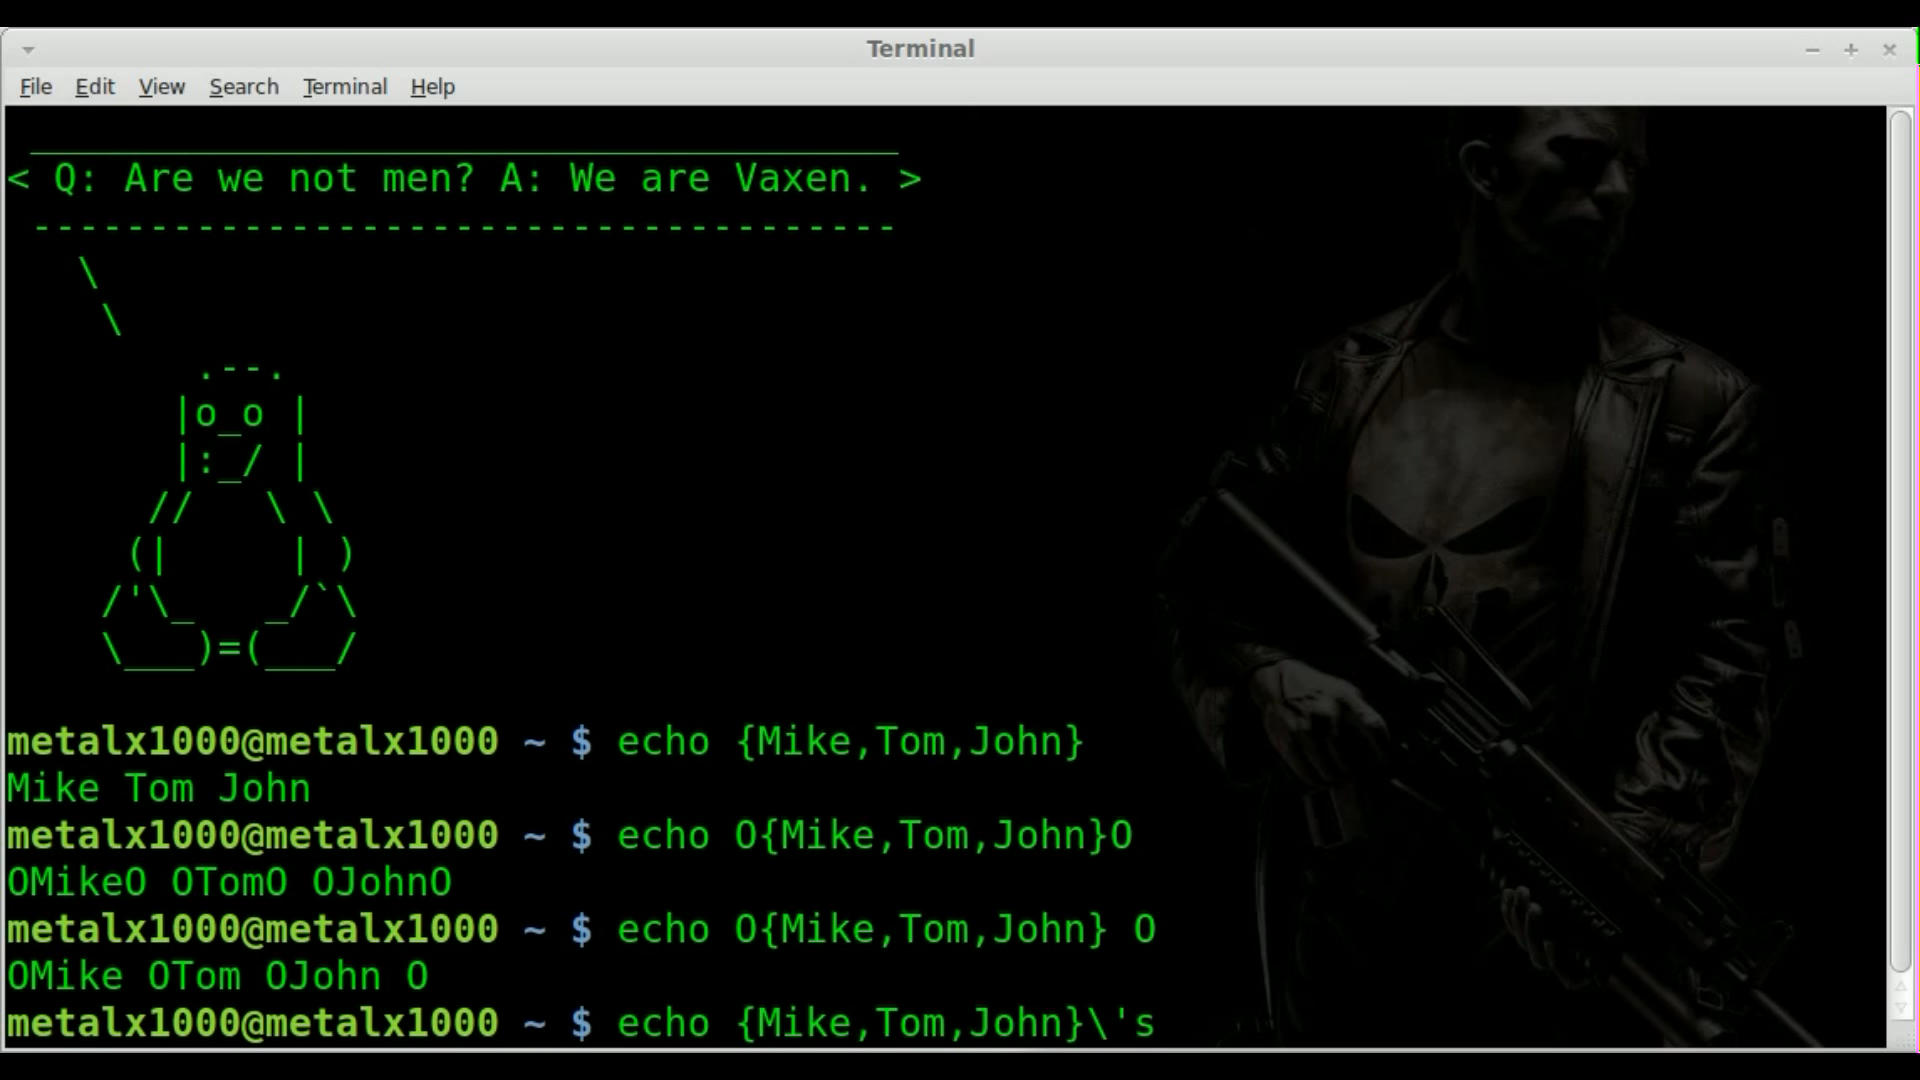 Terminal
File Edit View Search Terminal Help
< Q: Are we not men? A: We are Vaxen. >
metalx1000@metalx1000 ~ $ echo {Mike,Tom,John}
Mike Tom John
metalx1000@metalx1000 ~ $ echo O{Mike,Tom,John}O
OMikeO OTomO OJohnO
metalx1000@metalx1000 ~ $ echo O{Mike,Tom,John} O
OMike OTom OJohn O
metalx1000@metalx1000 ~ $ echo {Mike,Tom,John}\'s